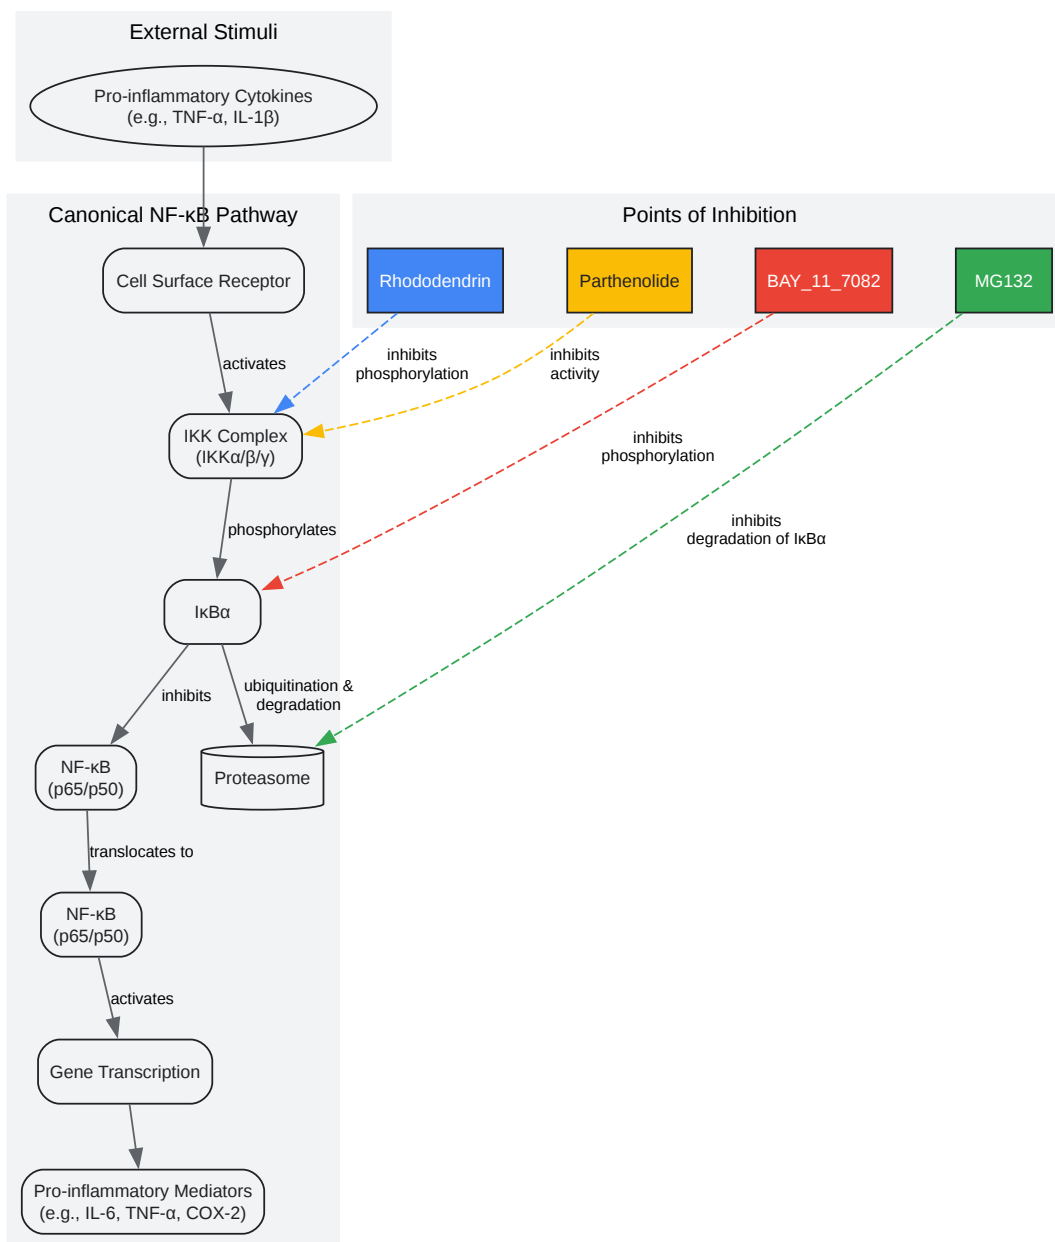 External Stimuli
Pro-inflammatory Cytokines
(e.g., TNF-α, IL-1β)
Canonical NF-κB Pathway
Points of Inhibition
Cell Surface Receptor
Rhododendrin
Parthenolide
BAY_11_7082
MG132
activates
inhibits
phosphorylation
inhibits
activity
IKK Complex
(IKKα/β/γ)
inhibits
phosphorylation
phosphorylates
inhibits
degradation of IκBα
IκBα
inhibits
ubiquitination &
degradation
NF-κB
(p65/p50)
Proteasome
translocates to
NF-κB
(p65/p50)
activates
Gene Transcription
Pro-inflammatory Mediators
(e.g., IL-6, TNF-α, COX-2)